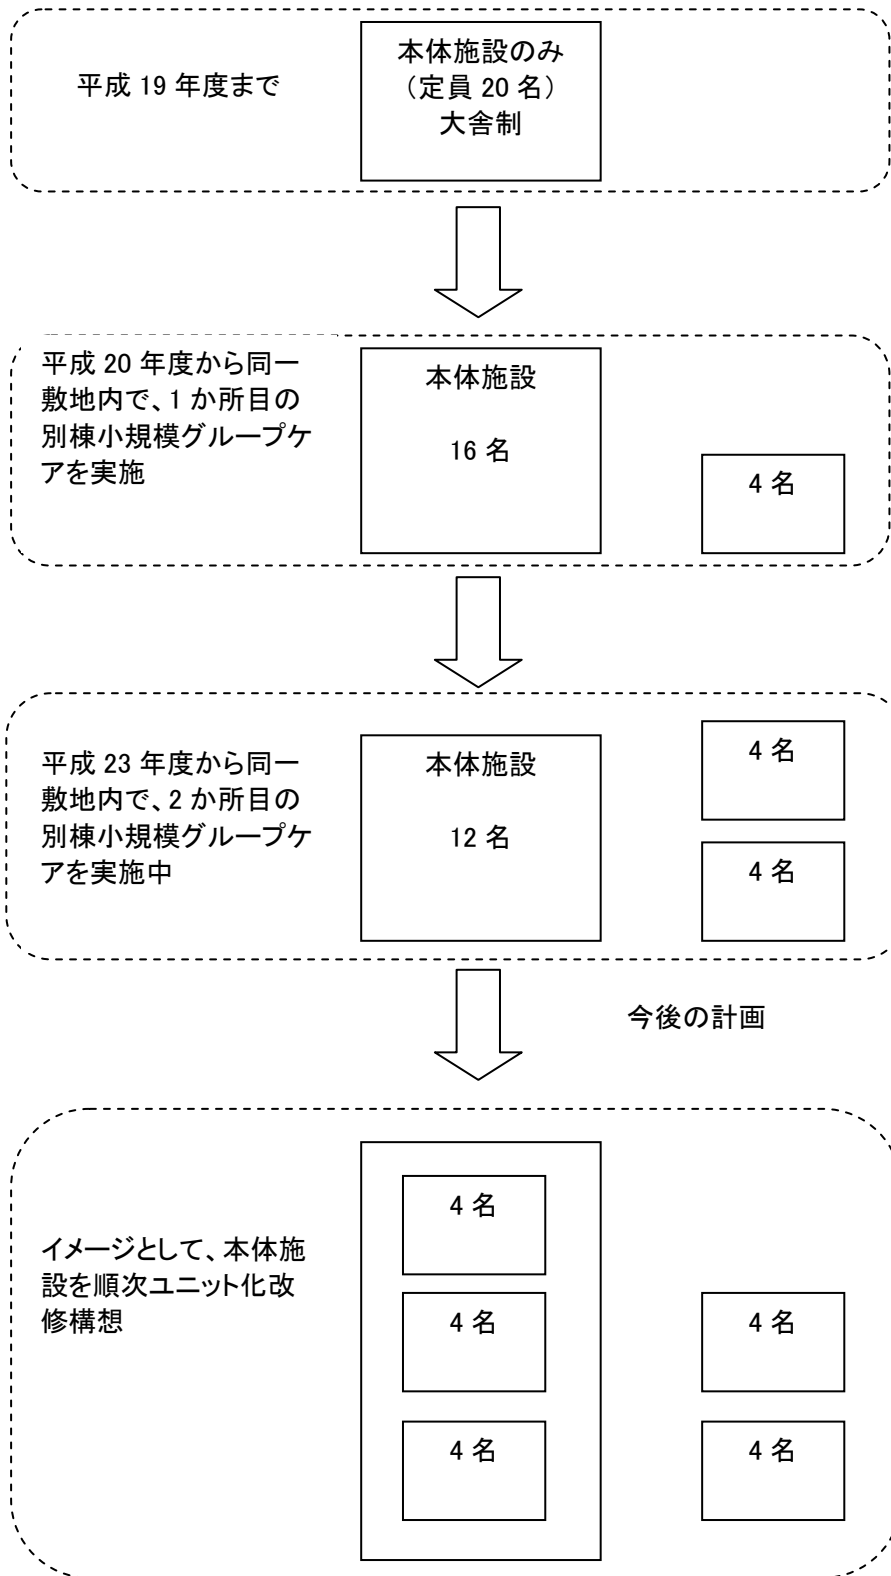 平成 19 年度まで
本体施設のみ
（定員 20 名）
大舎制
平成 20 年度から同一
敷地内で、1 か所目の
別棟小規模グループケ
アを実施
本体施設
16 名
4 名
平成 23 年度から同一
敷地内で、2 か所目の
別棟小規模グループケ
アを実施中
本体施設
12 名
4 名
4 名
今後の計画
イメージとして、本体施
設を順次ユニット化改
修構想
4 名
4 名
4 名
4 名
4 名